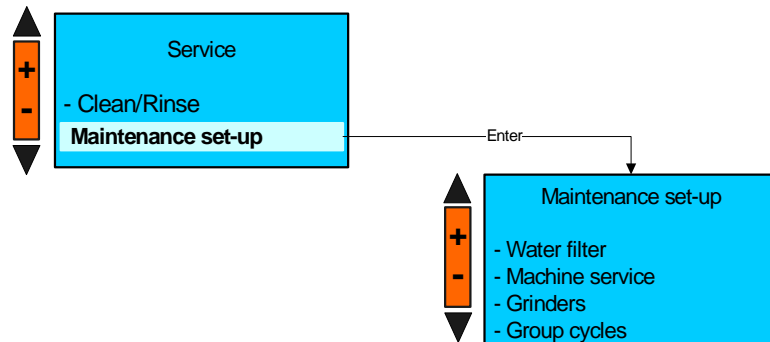 +
-
Service
- Clean/Rinse
Maintenance set-up
Enter
+
-
Maintenance set-up
- Water filter
- Machine service
- Grinders
- Group cycles